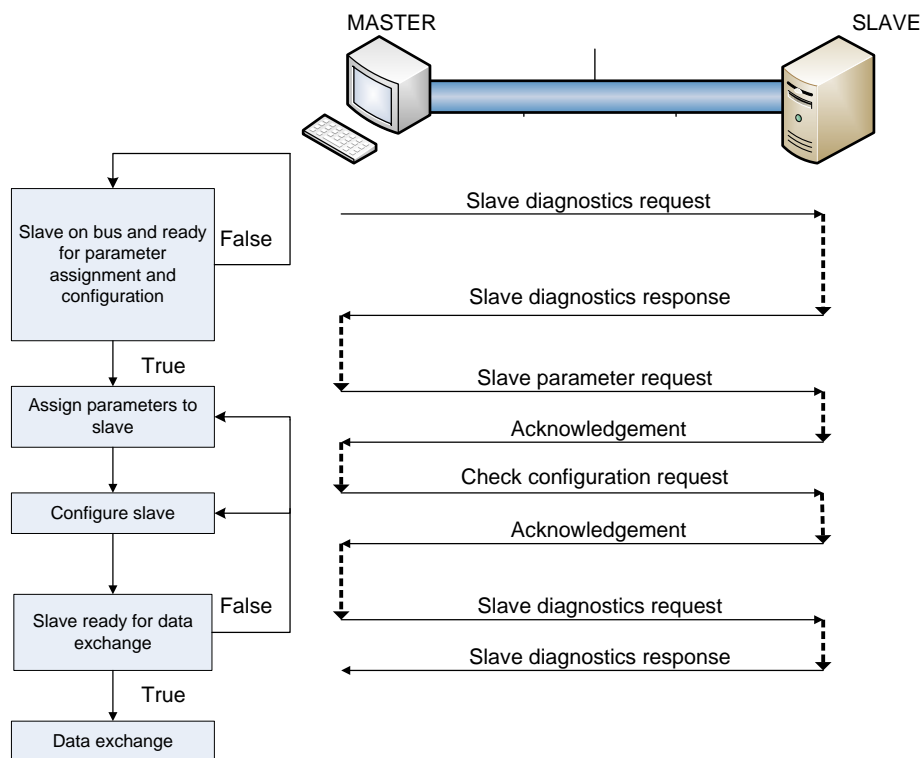 MASTER
SLAVE
Slave on bus and ready
for parameter
assignment and
configuration
False
True
Assign parameters to
slave
Configure slave
Slave ready for data
exchange
False
True
Data exchange
Slave diagnostics request
Slave diagnostics response
Slave parameter request
Acknowledgement
Check configuration request
Acknowledgement
Slave diagnostics request
Slave diagnostics response